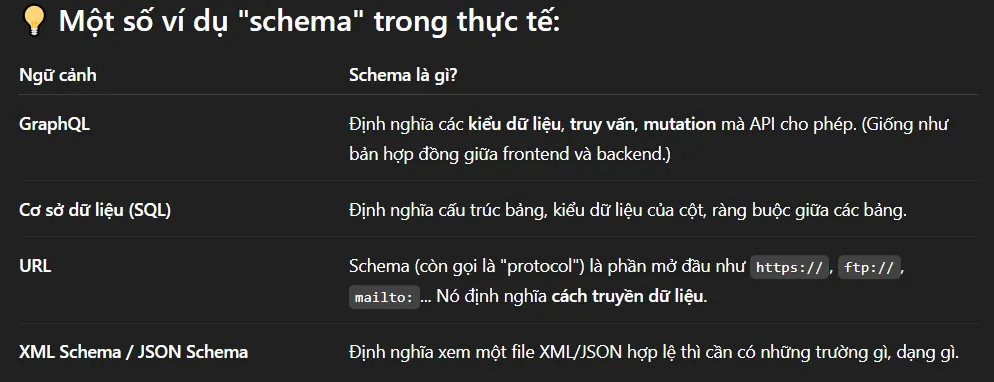 💡 Một số ví dụ "schema" trong thực tế:
Ngữ cảnh Schema là gì?
GraphQL Định nghĩa các kiểu dữ liệu, truy vấn, mutation mà API cho phép. (Giống như
bản hợp đồng giữa frontend và backend.)
Cơ sở dữ liệu (SQL) Định nghĩa cấu trúc bảng, kiểu dữ liệu của cột, ràng buộc giữa các bảng.
URL Schema (còn gọi là "protocol") là phần mở đầu như https://, ftp://,
mailto:... Nó định nghĩa cách truyền dữ liệu.
XML Schema / JSON Schema Định nghĩa xem một file XML/JSON hợp lệ thì cần có những trường gì, dạng gì.